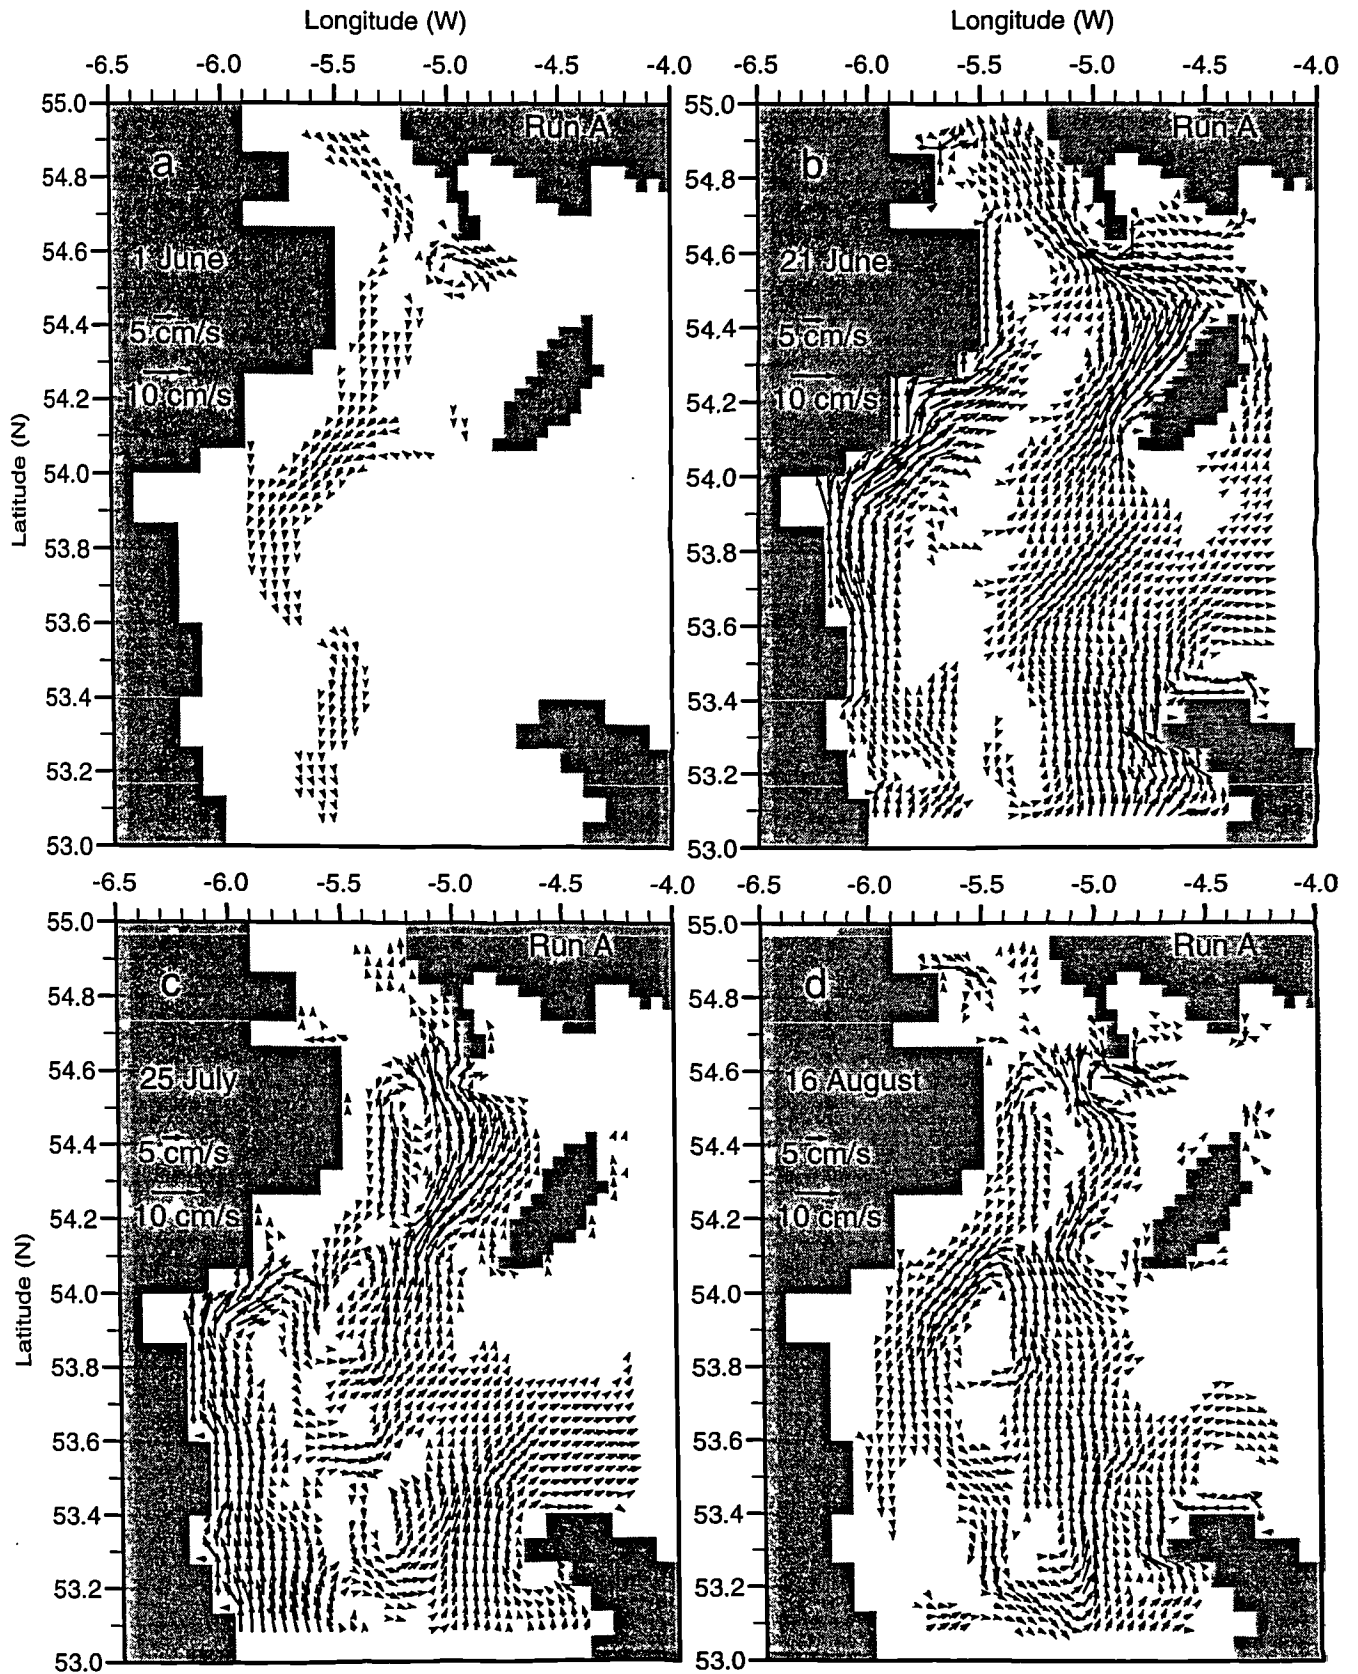 Longitude (W) Longitude (W)
-6.5 -6.0 -5.5 -5.0 -4.5 -4.0 -6.5 -6.0 -5.5 -5.0 -4.5 -4.0
55.0 55.0
Run A Run A
a b
54.8 54.8
54.6 1 June 54.6 21 June
54.4 5 cm/s 54.4 5 cm/s
54.2 10 cm/s 54.2 10 cm/s
Latitude (N)
54.0 54.0
53.8 53.8
53.6 53.6
53.4 53.4
53.2 53.2
53.0 53.0
-6.5 -6.0 -5.5 -5.0 -4.5 -4.0 -6.5 -6.0 -5.5 -5.0 -4.5 -4.0
55.0 55.0
Run A Run A
c d
54.8 54.8
54.6 25 July 54.6 16 August
54.4 5 cm/s 54.4 5 cm/s
54.2 10 cm/s 54.2 10 cm/s
Latitude (N)
54.0 54.0
53.8 53.8
53.6 53.6
53.4 53.4
53.2 53.2
53.0 53.0